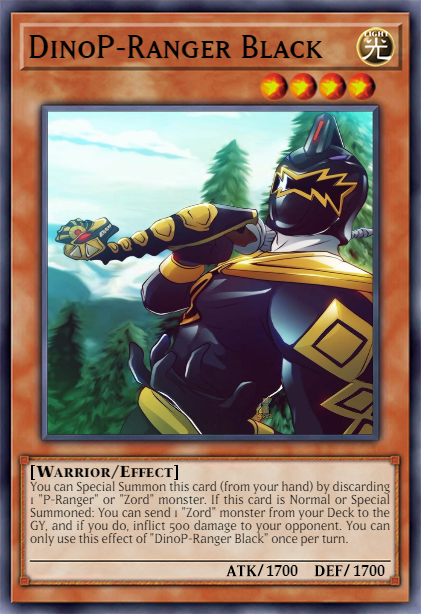 DinoP-Ranger Black
LIGHT
光
[Warrior/Effect]
You can Special Summon this card (from your hand) by discarding
1 "P-Ranger" or "Zord" monster. If this card is Normal or Special
Summoned: You can send 1 "Zord" monster from your Deck to the
GY, and if you do, inflict 500 damage to your opponent. You can
only use this effect of "DinoP-Ranger Black" once per turn.
ATK/1700 DEF/1700